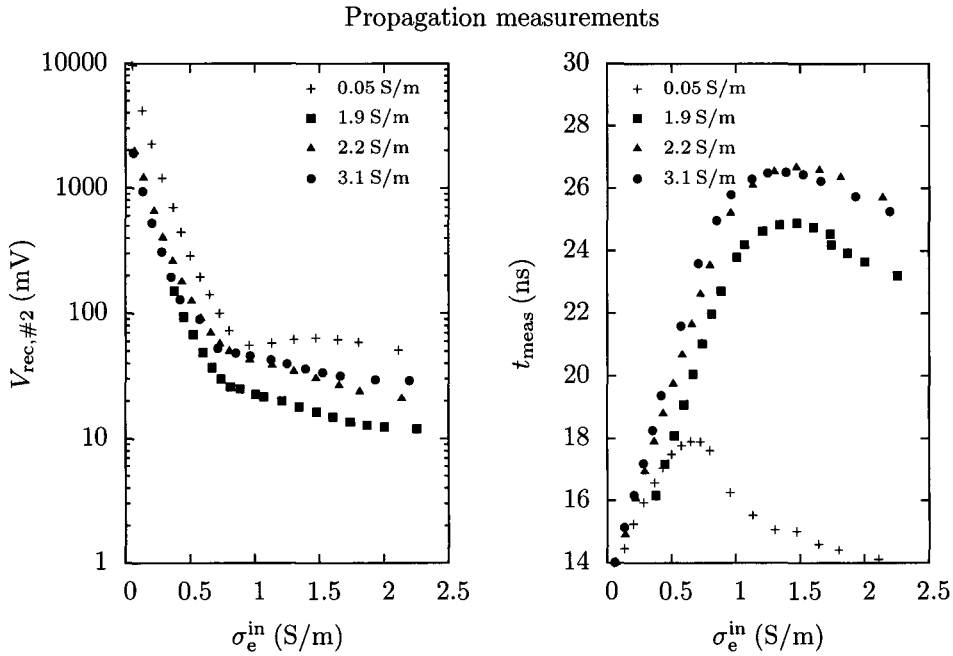 Propagation measurements
10000
1000
100
10
1
V_rec,#2 (mV)
+ 0.05 S/m
■ 1.9 S/m
▲ 2.2 S/m
● 3.1 S/m
0 0.5 1 1.5 2 2.5
σ_e^in (S/m)
30
28
26
24
22
20
18
16
14
t_meas (ns)
+ 0.05 S/m
■ 1.9 S/m
▲ 2.2 S/m
● 3.1 S/m
0 0.5 1 1.5 2 2.5
σ_e^in (S/m)